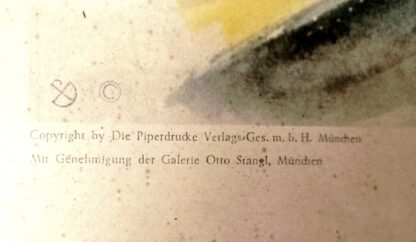 ©
Copyright by Die Piperdrucke Verlags-Ges. m. b. H. München
Mit Genehmigung der Galerie Otto Stangl, München